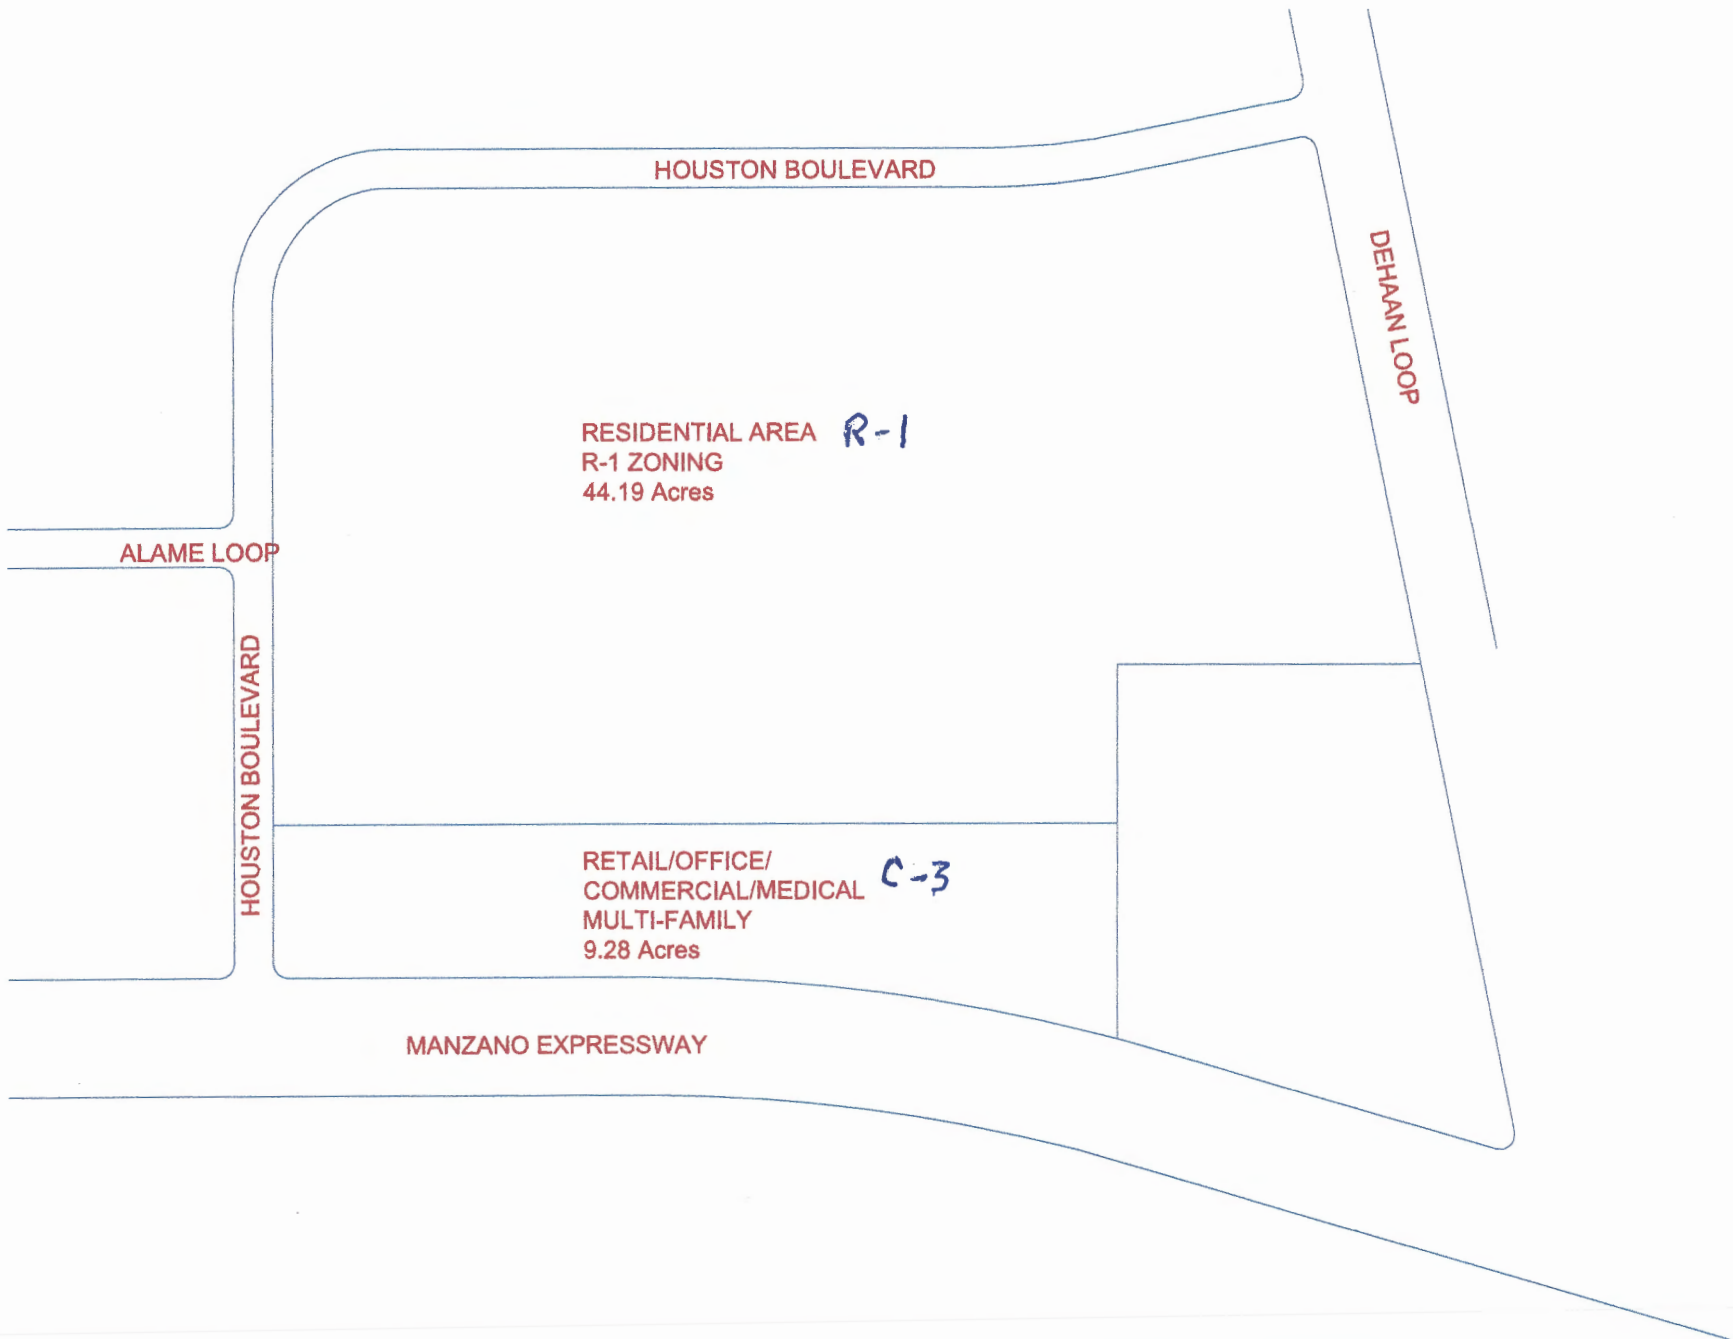 HOUSTON BOULEVARD
DEHAAN LOOP
RESIDENTIAL AREA R-1
R-1 ZONING
44.19 Acres
ALAME LOOP
HOUSTON BOULEVARD
RETAIL/OFFICE/
COMMERCIAL/MEDICAL C-3
MULTI-FAMILY
9.28 Acres
MANZANO EXPRESSWAY